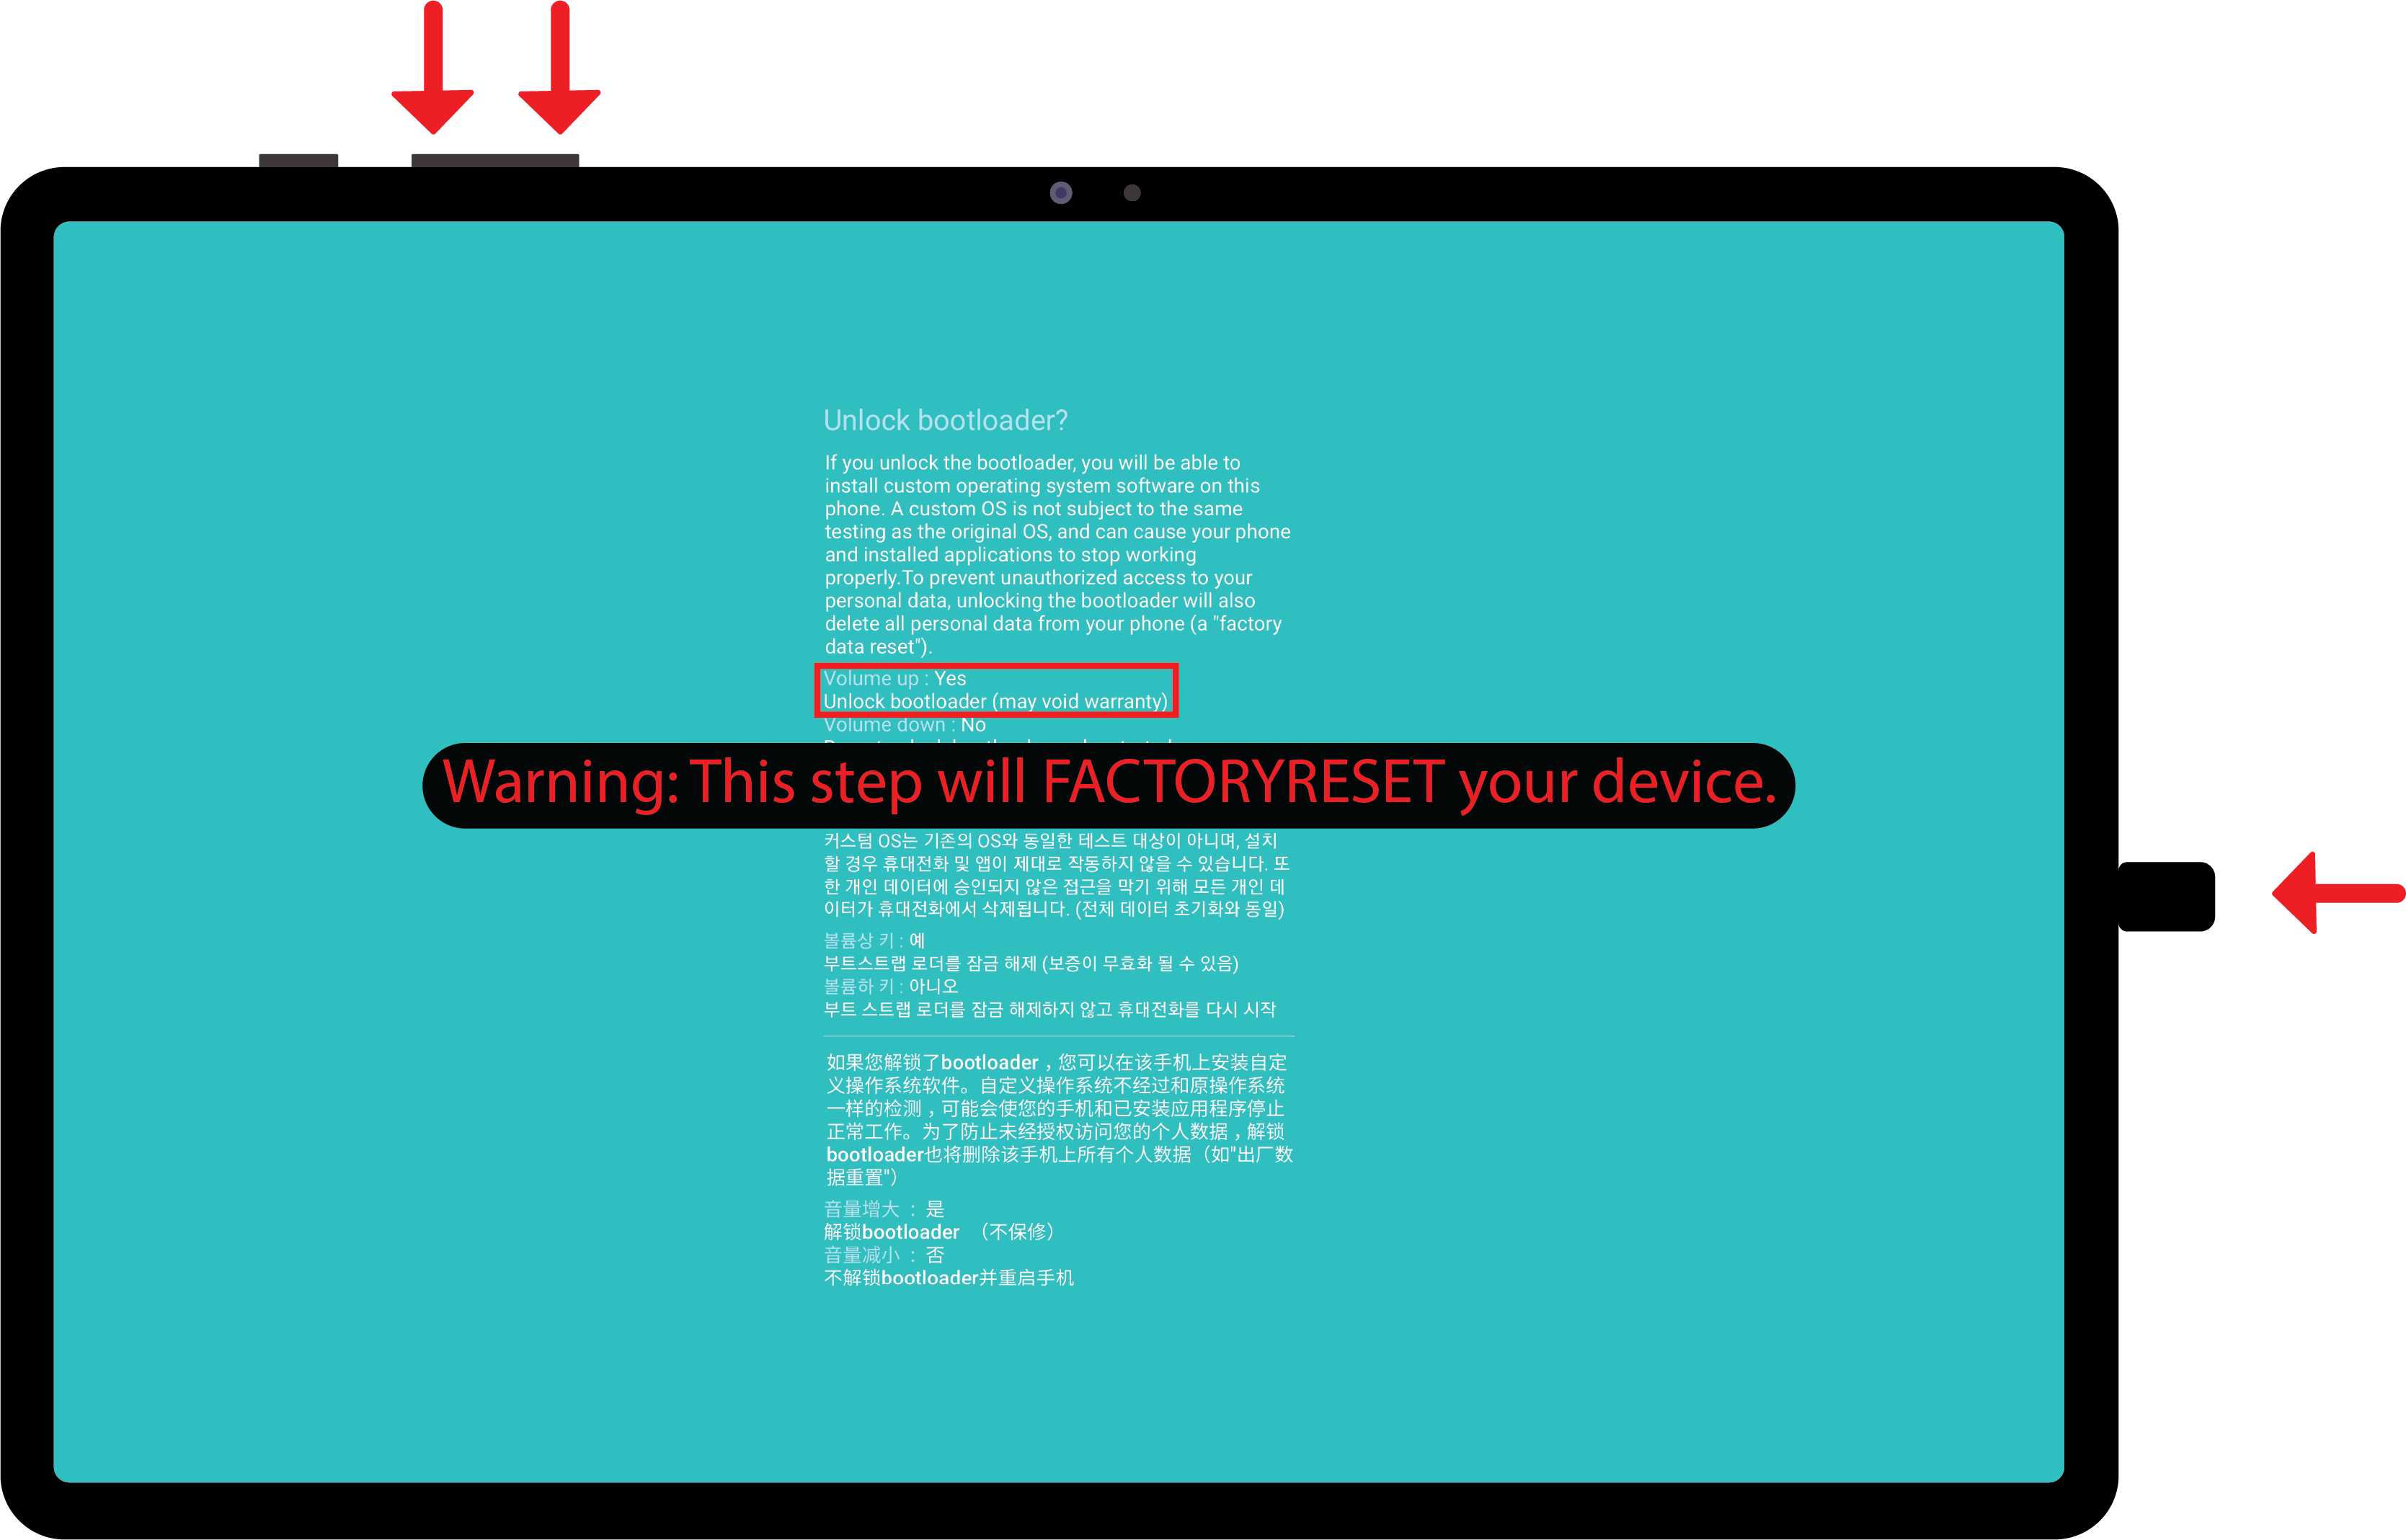 Unlock bootloader?
If you unlock the bootloader, you will be able to
install custom operating system software on this
phone. A custom OS is not subject to the same
testing as the original OS, and can cause your phone
and installed applications to stop working
properly.To prevent unauthorized access to your
personal data, unlocking the bootloader will also
delete all personal data from your phone (a "factory
data reset").
Volume up : Yes
Unlock bootloader (may void warranty)
Volume down : No
Warning: This step will FACTORYRESET your device.
커스텀 OS는 기존의 OS와 동일한 테스트 대상이 아니며, 설치
할 경우 휴대전화 및 앱이 제대로 작동하지 않을 수 있습니다. 또
한 개인 데이터에 승인되지 않은 접근을 막기 위해 모든 개인 데
이터가 휴대전화에서 삭제됩니다. (전체 데이터 초기화와 동일)
볼륨상 키 : 예
부트스트랩 로더를 잠금 해제 (보증이 무효화 될 수 있음)
볼륨하 키 : 아니오
부트 스트랩 로더를 잠금 해제하지 않고 휴대전화를 다시 시작
如果您解锁了bootloader，您可以在该手机上安装自定
义操作系统软件。自定义操作系统不经过和原操作系统
一样的检测，可能会使您的手机和已安装应用程序停止
正常工作。为了防止未经授权访问您的个人数据，解锁
bootloader也将删除该手机上所有个人数据（如"出厂数
据重置"）
音量增大 ： 是
解锁bootloader （不保修）
音量减小 ： 否
不解锁bootloader并重启手机